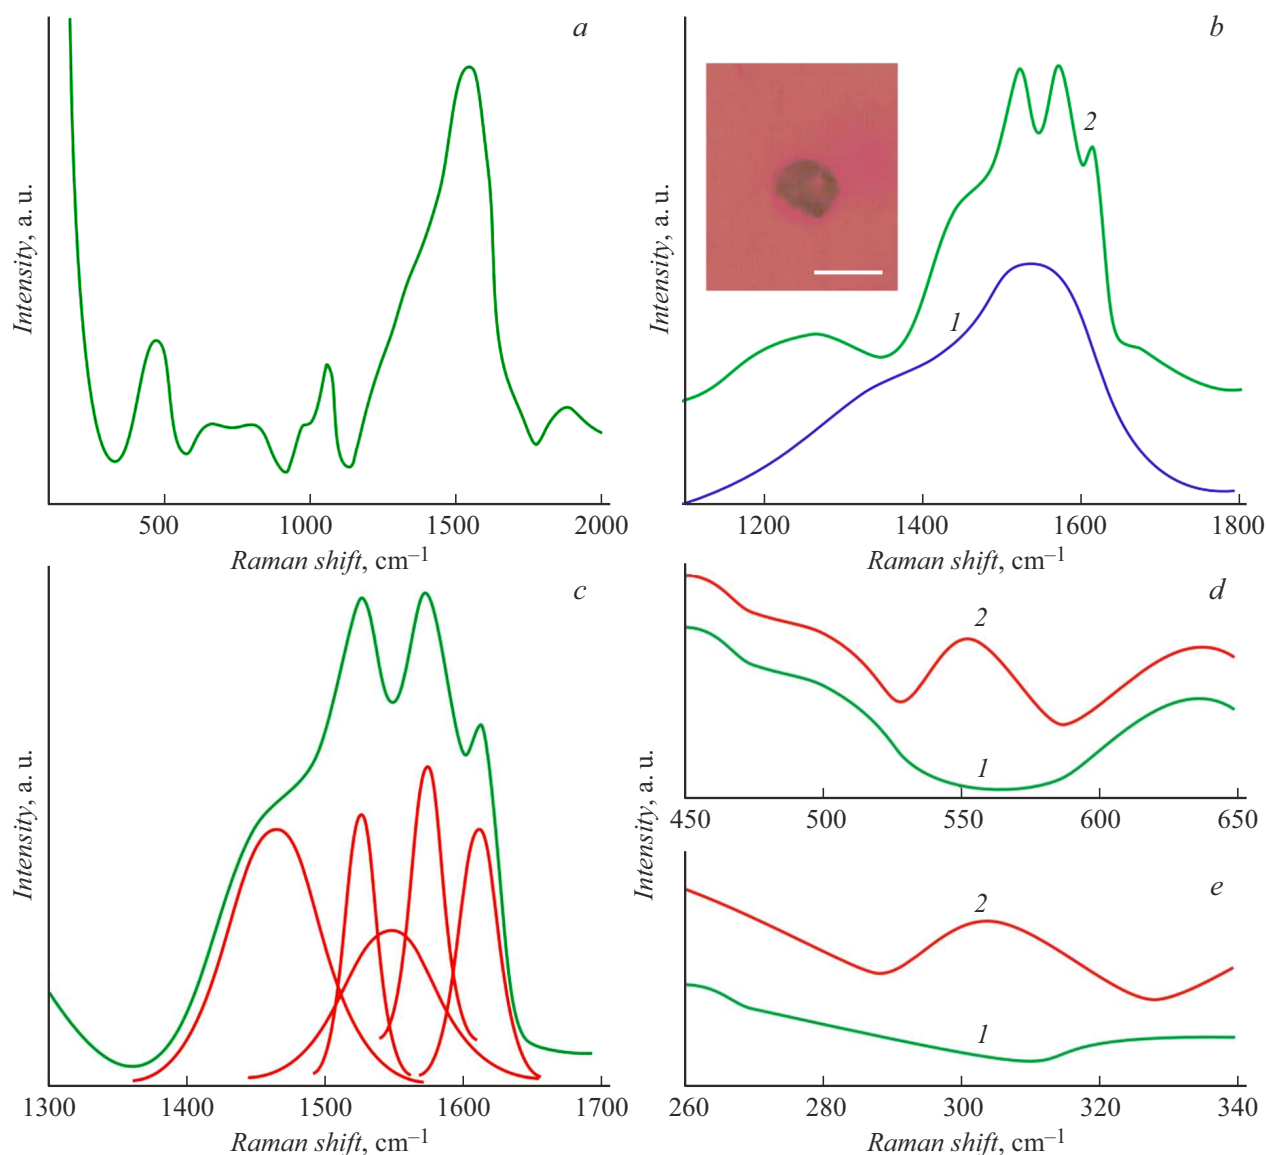 a
Intensity, a. u.
500 1000 1500 2000
Raman shift, cm–1
b
2
1
Intensity, a. u.
1200 1400 1600 1800
Raman shift, cm–1
c
Intensity, a. u.
1300 1400 1500 1600 1700
Raman shift, cm–1
d
2
1
450 500 550 600 650
Intensity, a. u.
e
2
1
260 280 300 320 340
Raman shift, cm–1